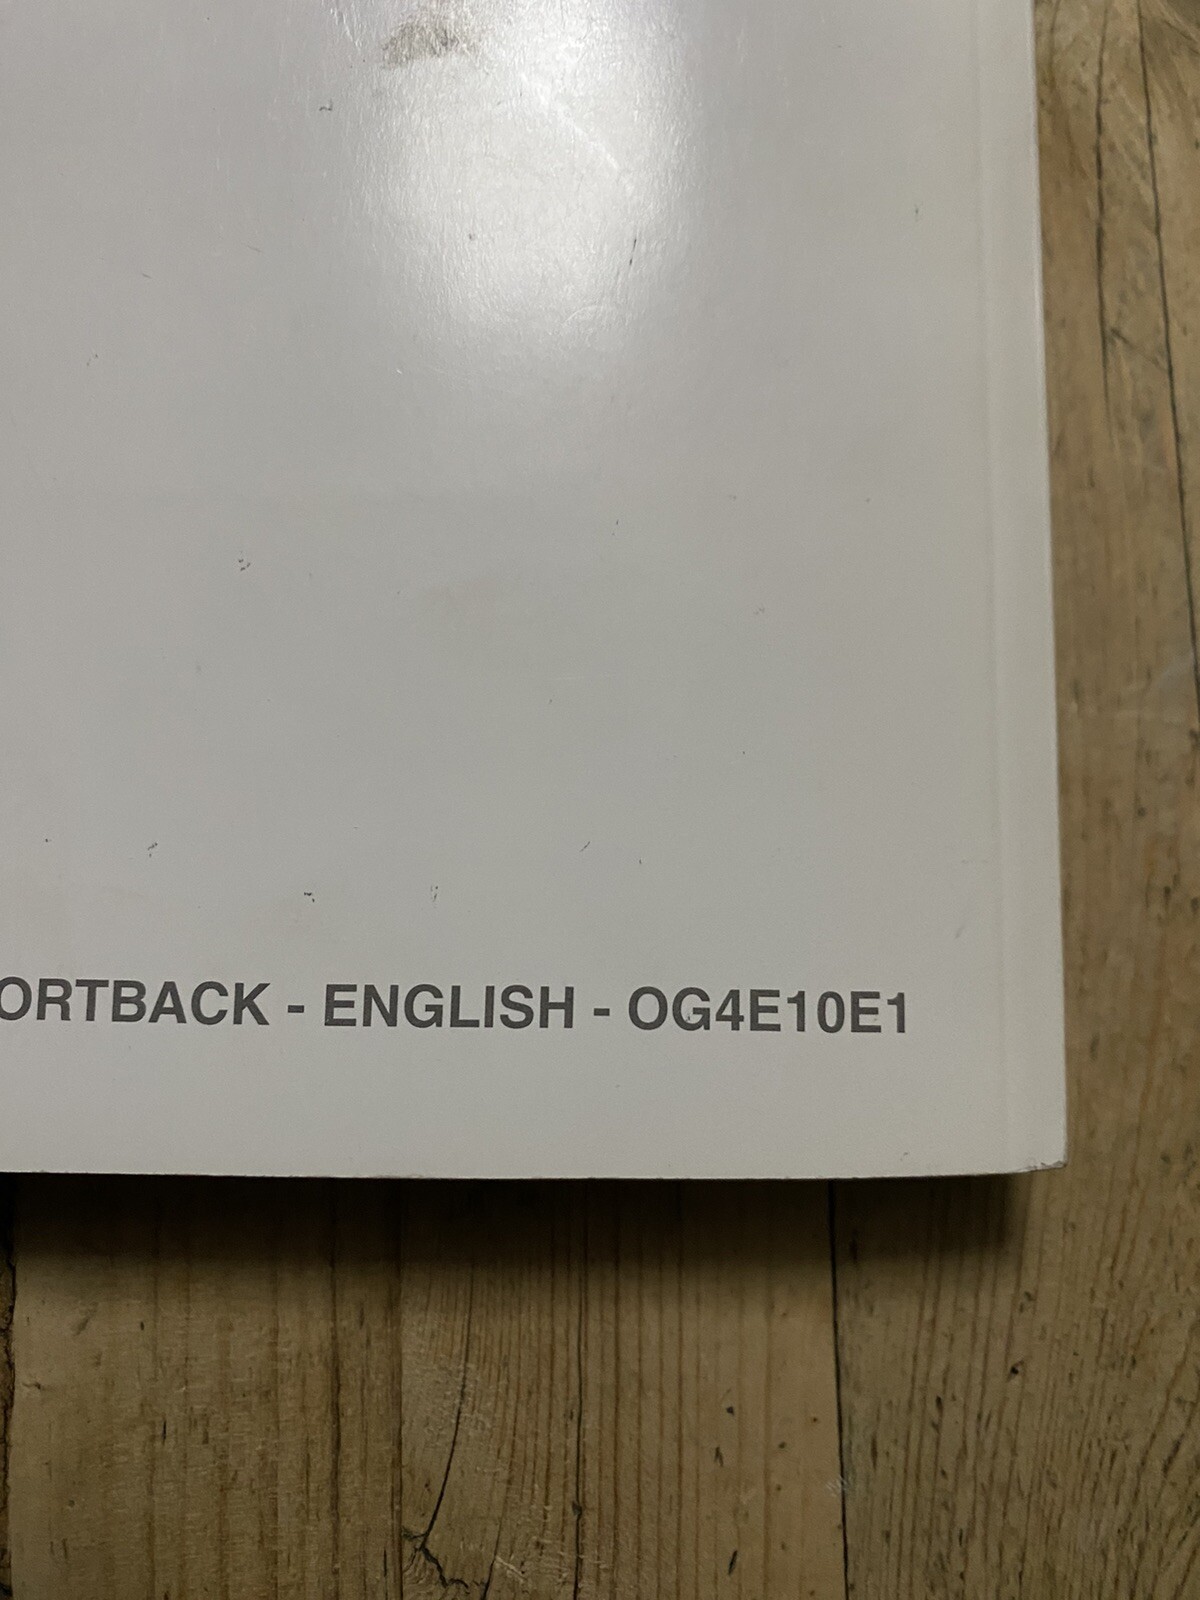 ORTBACK - ENGLISH - OG4E10E1